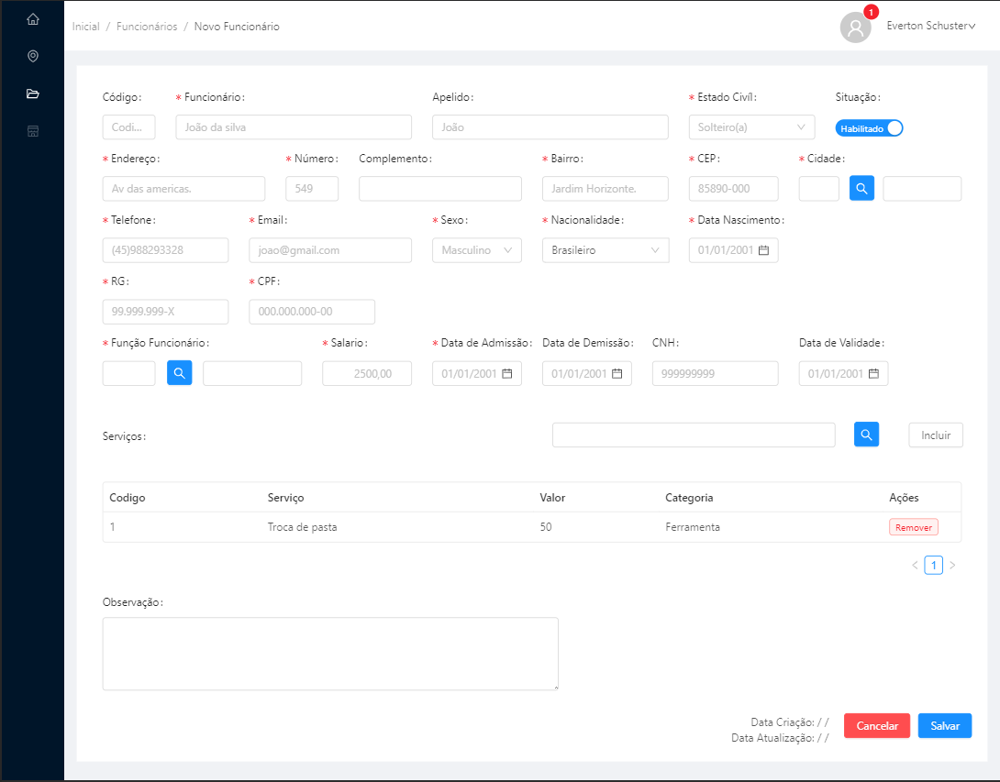 Inicial / Funcionários / Novo Funcionário
1
Everton Schuster
Código: * Funcionário: Apelido: * Estado Civíl: Situação:
Codi... João da silva João Solteiro(a) Habilitado
* Endereço: * Número: Complemento: * Bairro: * CEP: * Cidade:
Av das americas. 549 Jardim Horizonte. 85890-000
* Telefone: * Email: * Sexo: * Nacionalidade: * Data Nascimento:
(45)988293328 joao@gmail.com Masculino Brasileiro 01/01/2001
* RG: * CPF:
99.999.999-X 000.000.000-00
* Função Funcionário: * Salario: * Data de Admissão: Data de Demissão: CNH: Data de Validade:
2500,00 01/01/2001 01/01/2001 999999999 01/01/2001
Serviços: Incluir
Codigo Serviço Valor Categoria Ações
1 Troca de pasta 50 Ferramenta Remover
< 1 >
Observação:
Data Criação: / /
Data Atualização: / /
Cancelar Salvar